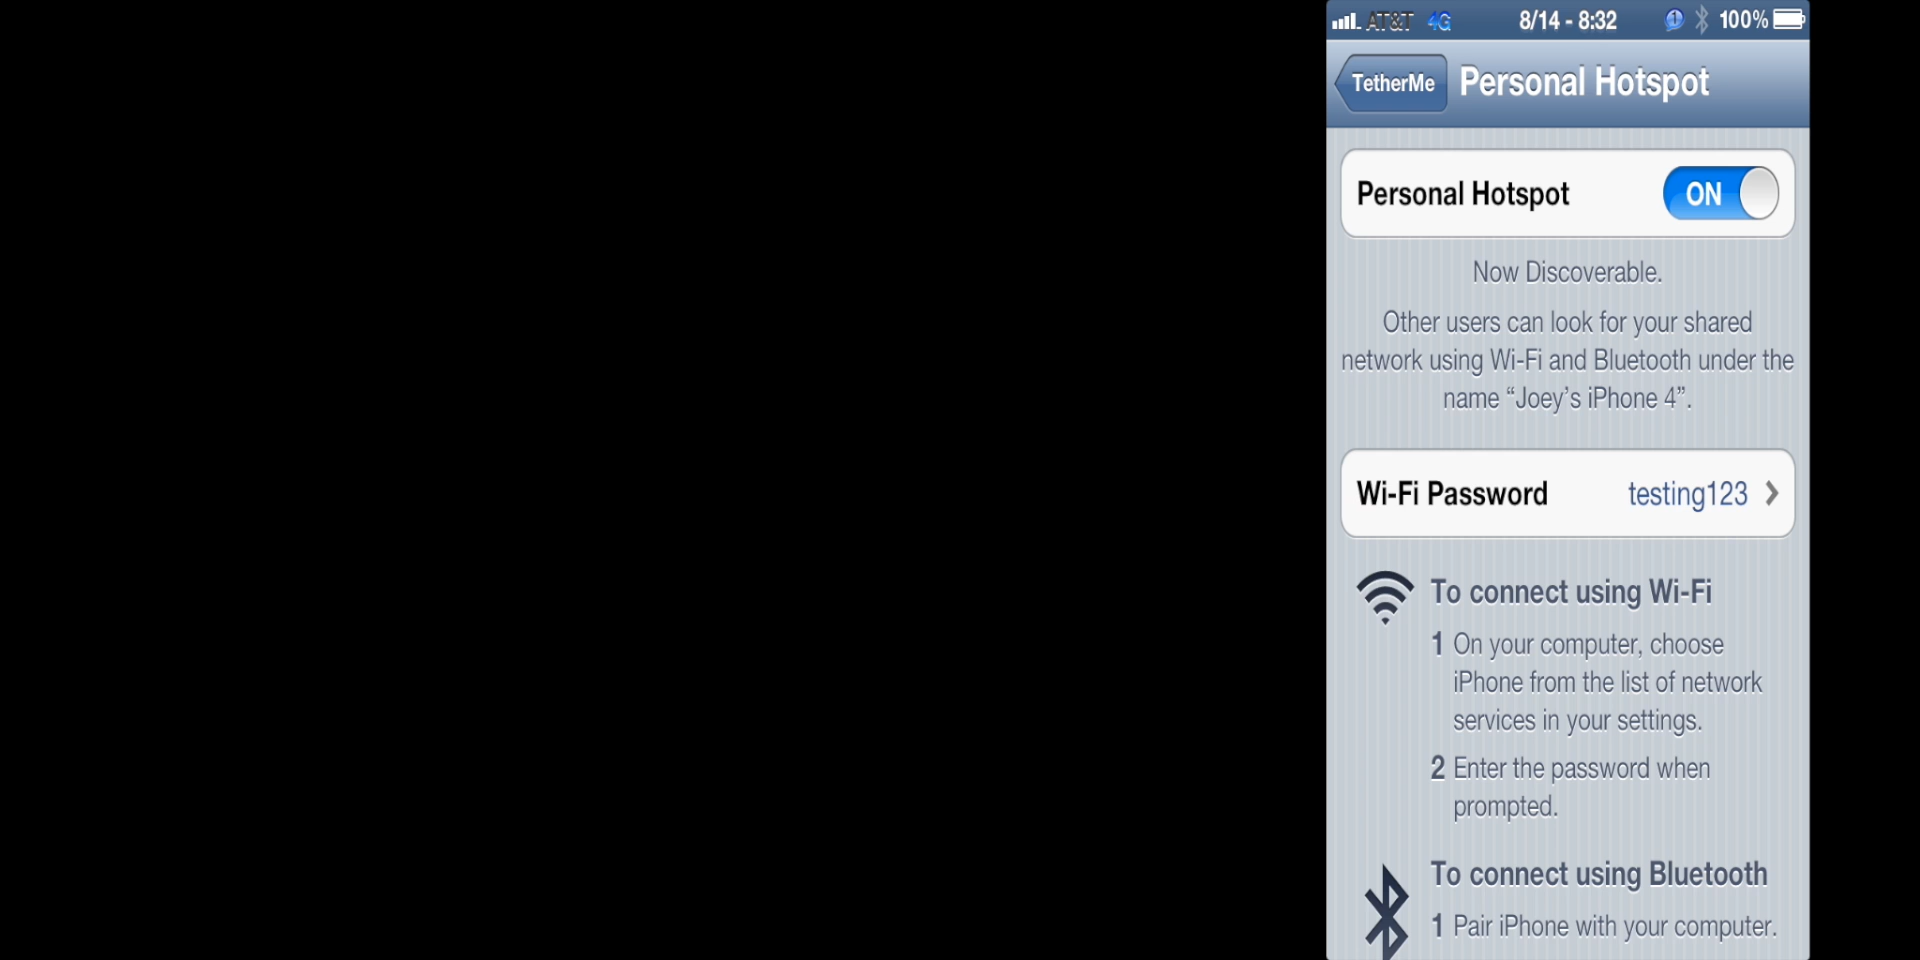 AT&T 4G 8/14 - 8:32 1 100%
TetherMe Personal Hotspot
Personal Hotspot ON
Now Discoverable.
Other users can look for your shared
network using Wi-Fi and Bluetooth under the
name “Joey’s iPhone 4”.
Wi-Fi Password testing123
To connect using Wi-Fi
1 On your computer, choose
iPhone from the list of network
services in your settings.
2 Enter the password when
prompted.
To connect using Bluetooth
1 Pair iPhone with your computer.